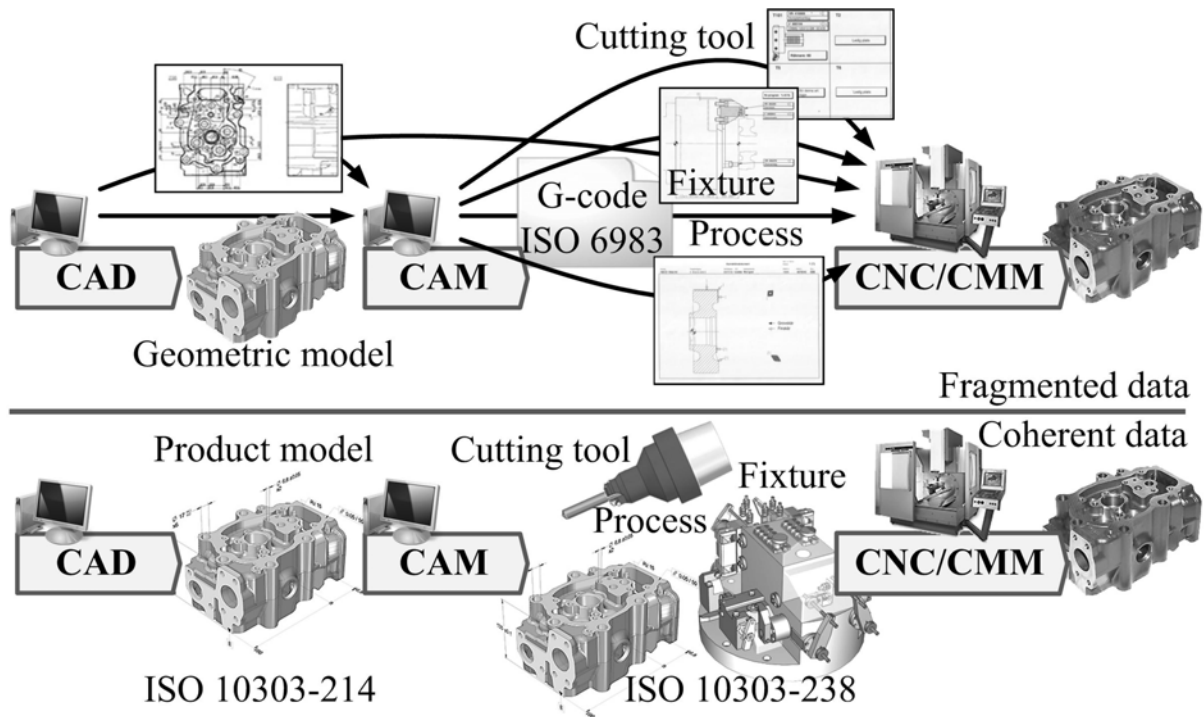 Cutting tool
G-code
ISO 6983
Fixture
Process
CAD
CAM
CNC/CMM
Geometric model
Fragmented data
Coherent data
Product model
Cutting tool
Fixture
Process
CAD
CAM
CNC/CMM
ISO 10303-214
ISO 10303-238